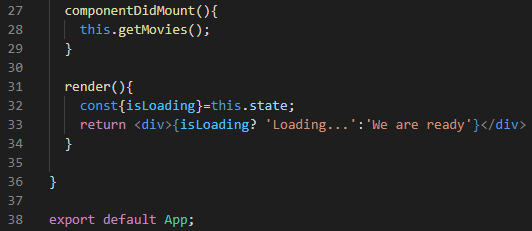 27 componentDidMount(){
28 this.getMovies();
29 }
30
31 render(){
32 const{isLoading}=this.state;
33 return <div>{isLoading? 'Loading...':'We are ready'}</div>
34 }
35
36 }
37
38 export default App;